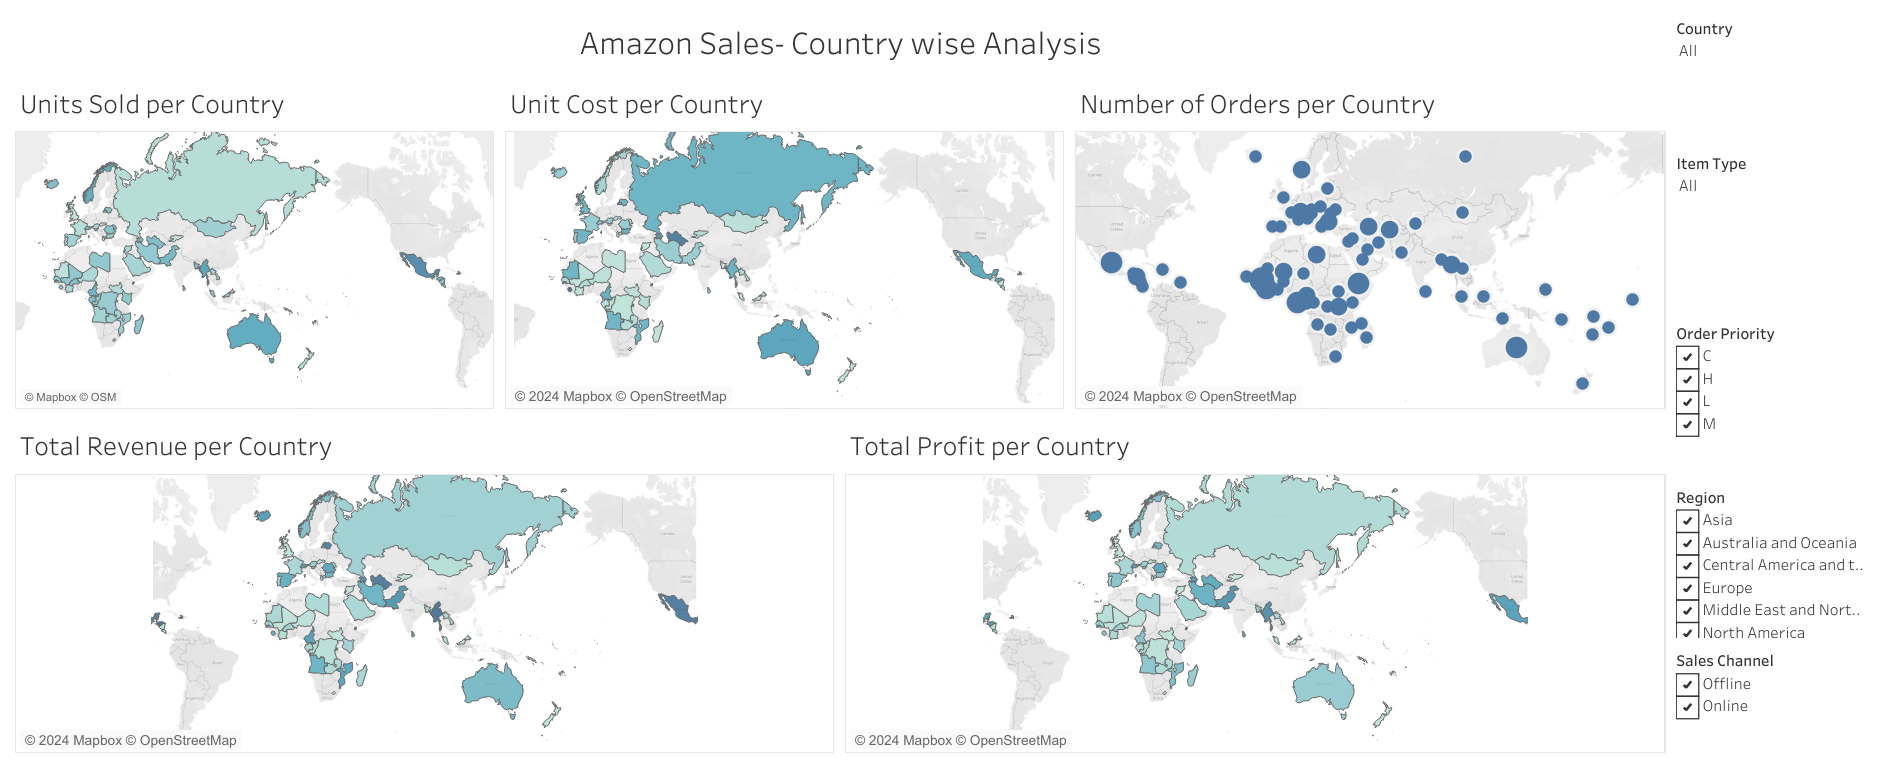 Amazon Sales- Country wise Analysis
Country
All
Units Sold per Country
Unit Cost per Country
Number of Orders per Country
© Mapbox © OSM
© 2024 Mapbox © OpenStreetMap
© 2024 Mapbox © OpenStreetMap
Item Type
All
Order Priority
C
H
L
M
Total Revenue per Country
Total Profit per Country
© 2024 Mapbox © OpenStreetMap
© 2024 Mapbox © OpenStreetMap
Region
Asia
Australia and Oceania
Central America and t..
Europe
Middle East and Nort..
North America
Sales Channel
Offline
Online